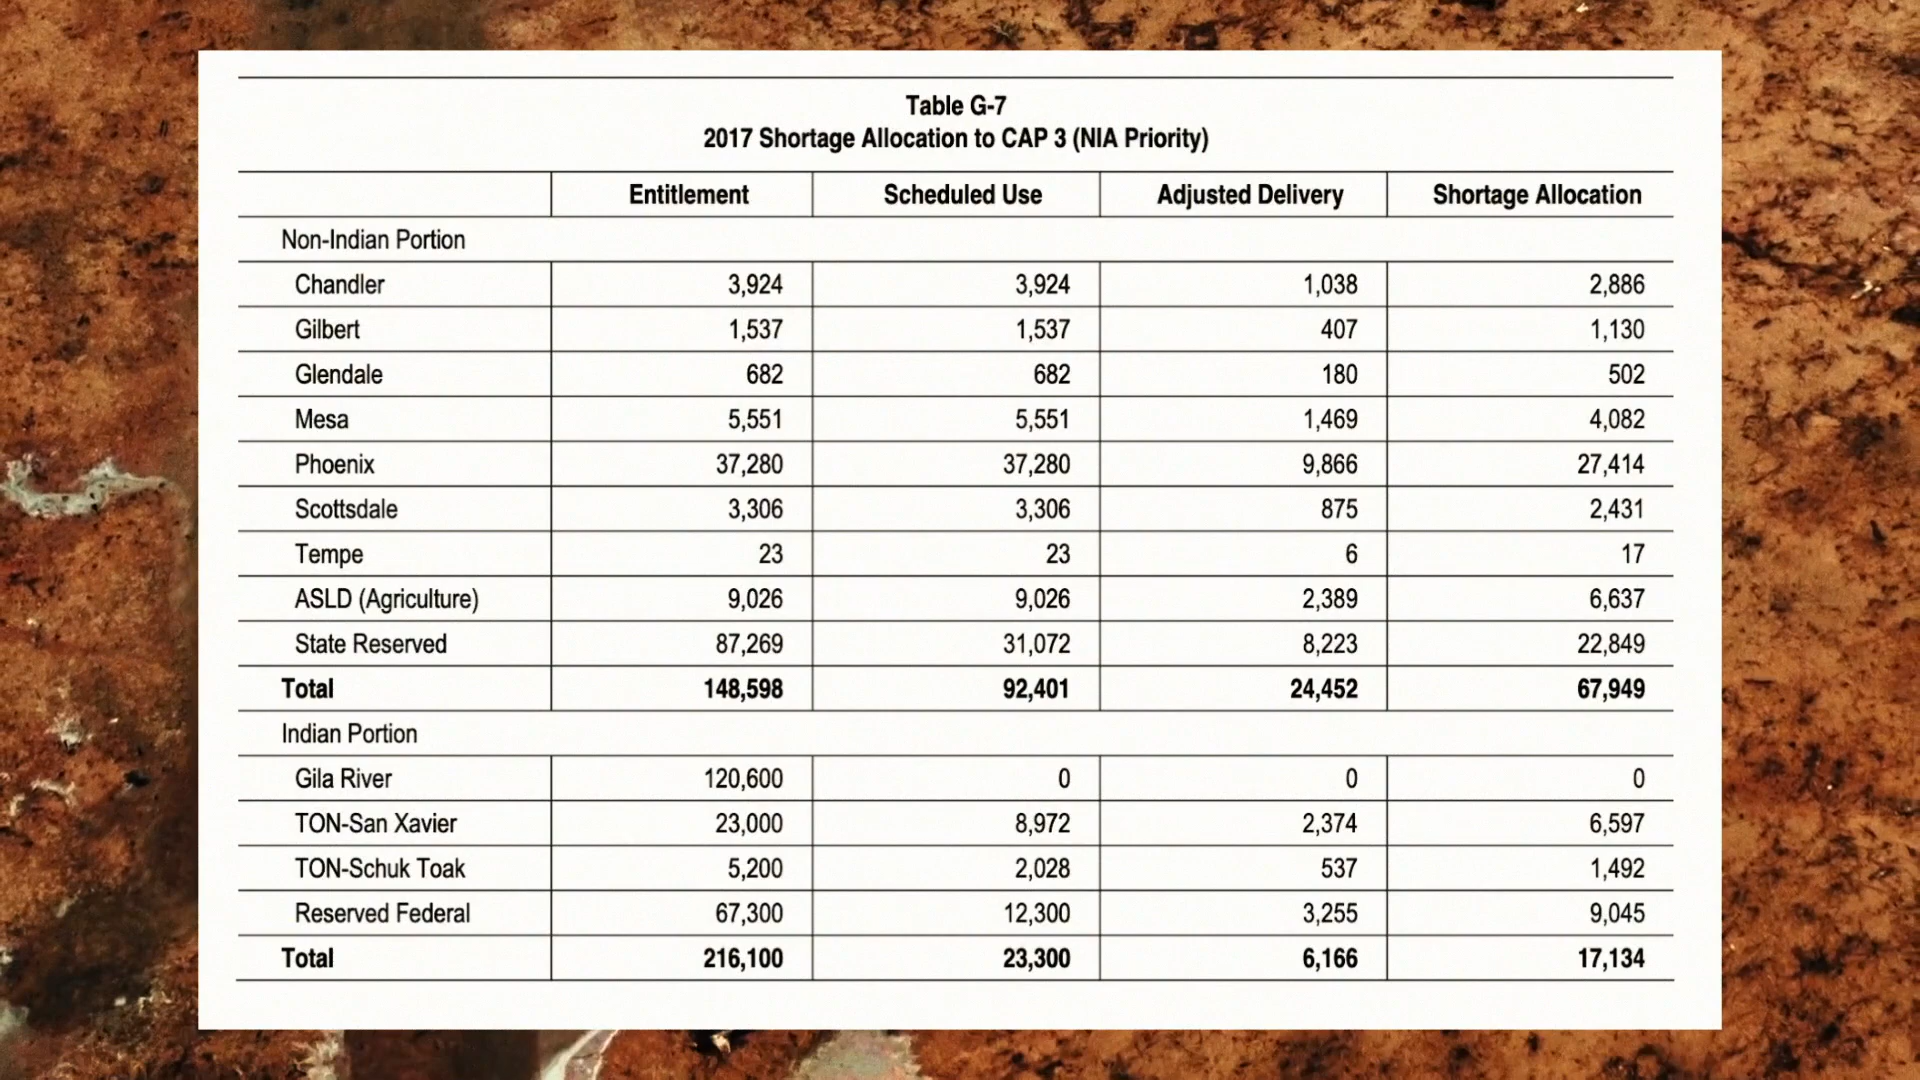 Table G-7
2017 Shortage Allocation to CAP 3 (NIA Priority)
Entitlement Scheduled Use Adjusted Delivery Shortage Allocation
Non-Indian Portion
Chandler 3,924 3,924 1,038 2,886
Gilbert 1,537 1,537 407 1,130
Glendale 682 682 180 502
Mesa 5,551 5,551 1,469 4,082
Phoenix 37,280 37,280 9,866 27,414
Scottsdale 3,306 3,306 875 2,431
Tempe 23 23 6 17
ASLD (Agriculture) 9,026 9,026 2,389 6,637
State Reserved 87,269 31,072 8,223 22,849
Total 148,598 92,401 24,452 67,949
Indian Portion
Gila River 120,600 0 0 0
TON-San Xavier 23,000 8,972 2,374 6,597
TON-Schuk Toak 5,200 2,028 537 1,492
Reserved Federal 67,300 12,300 3,255 9,045
Total 216,100 23,300 6,166 17,134